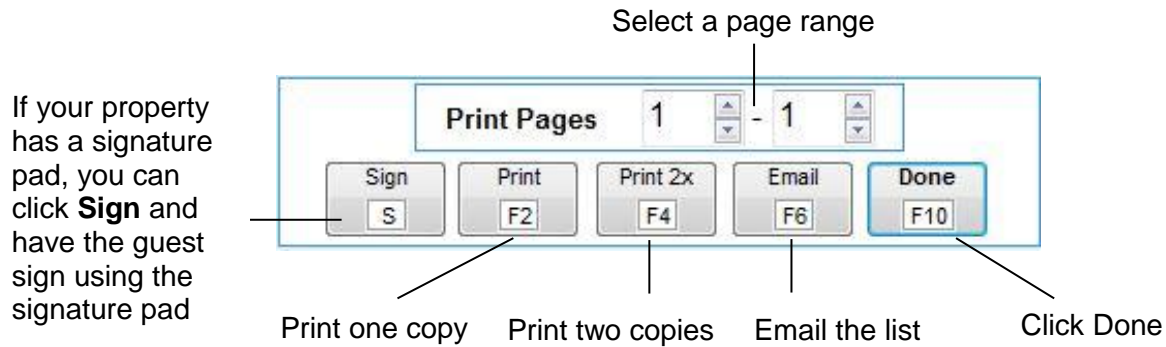 Select a page range
If your property
has a signature
pad, you can
click Sign and
have the guest
sign using the
signature pad
Print Pages 1 - 1
Sign Print Print 2x Email Done
S F2 F4 F6 F10
Print one copy Print two copies Email the list Click Done